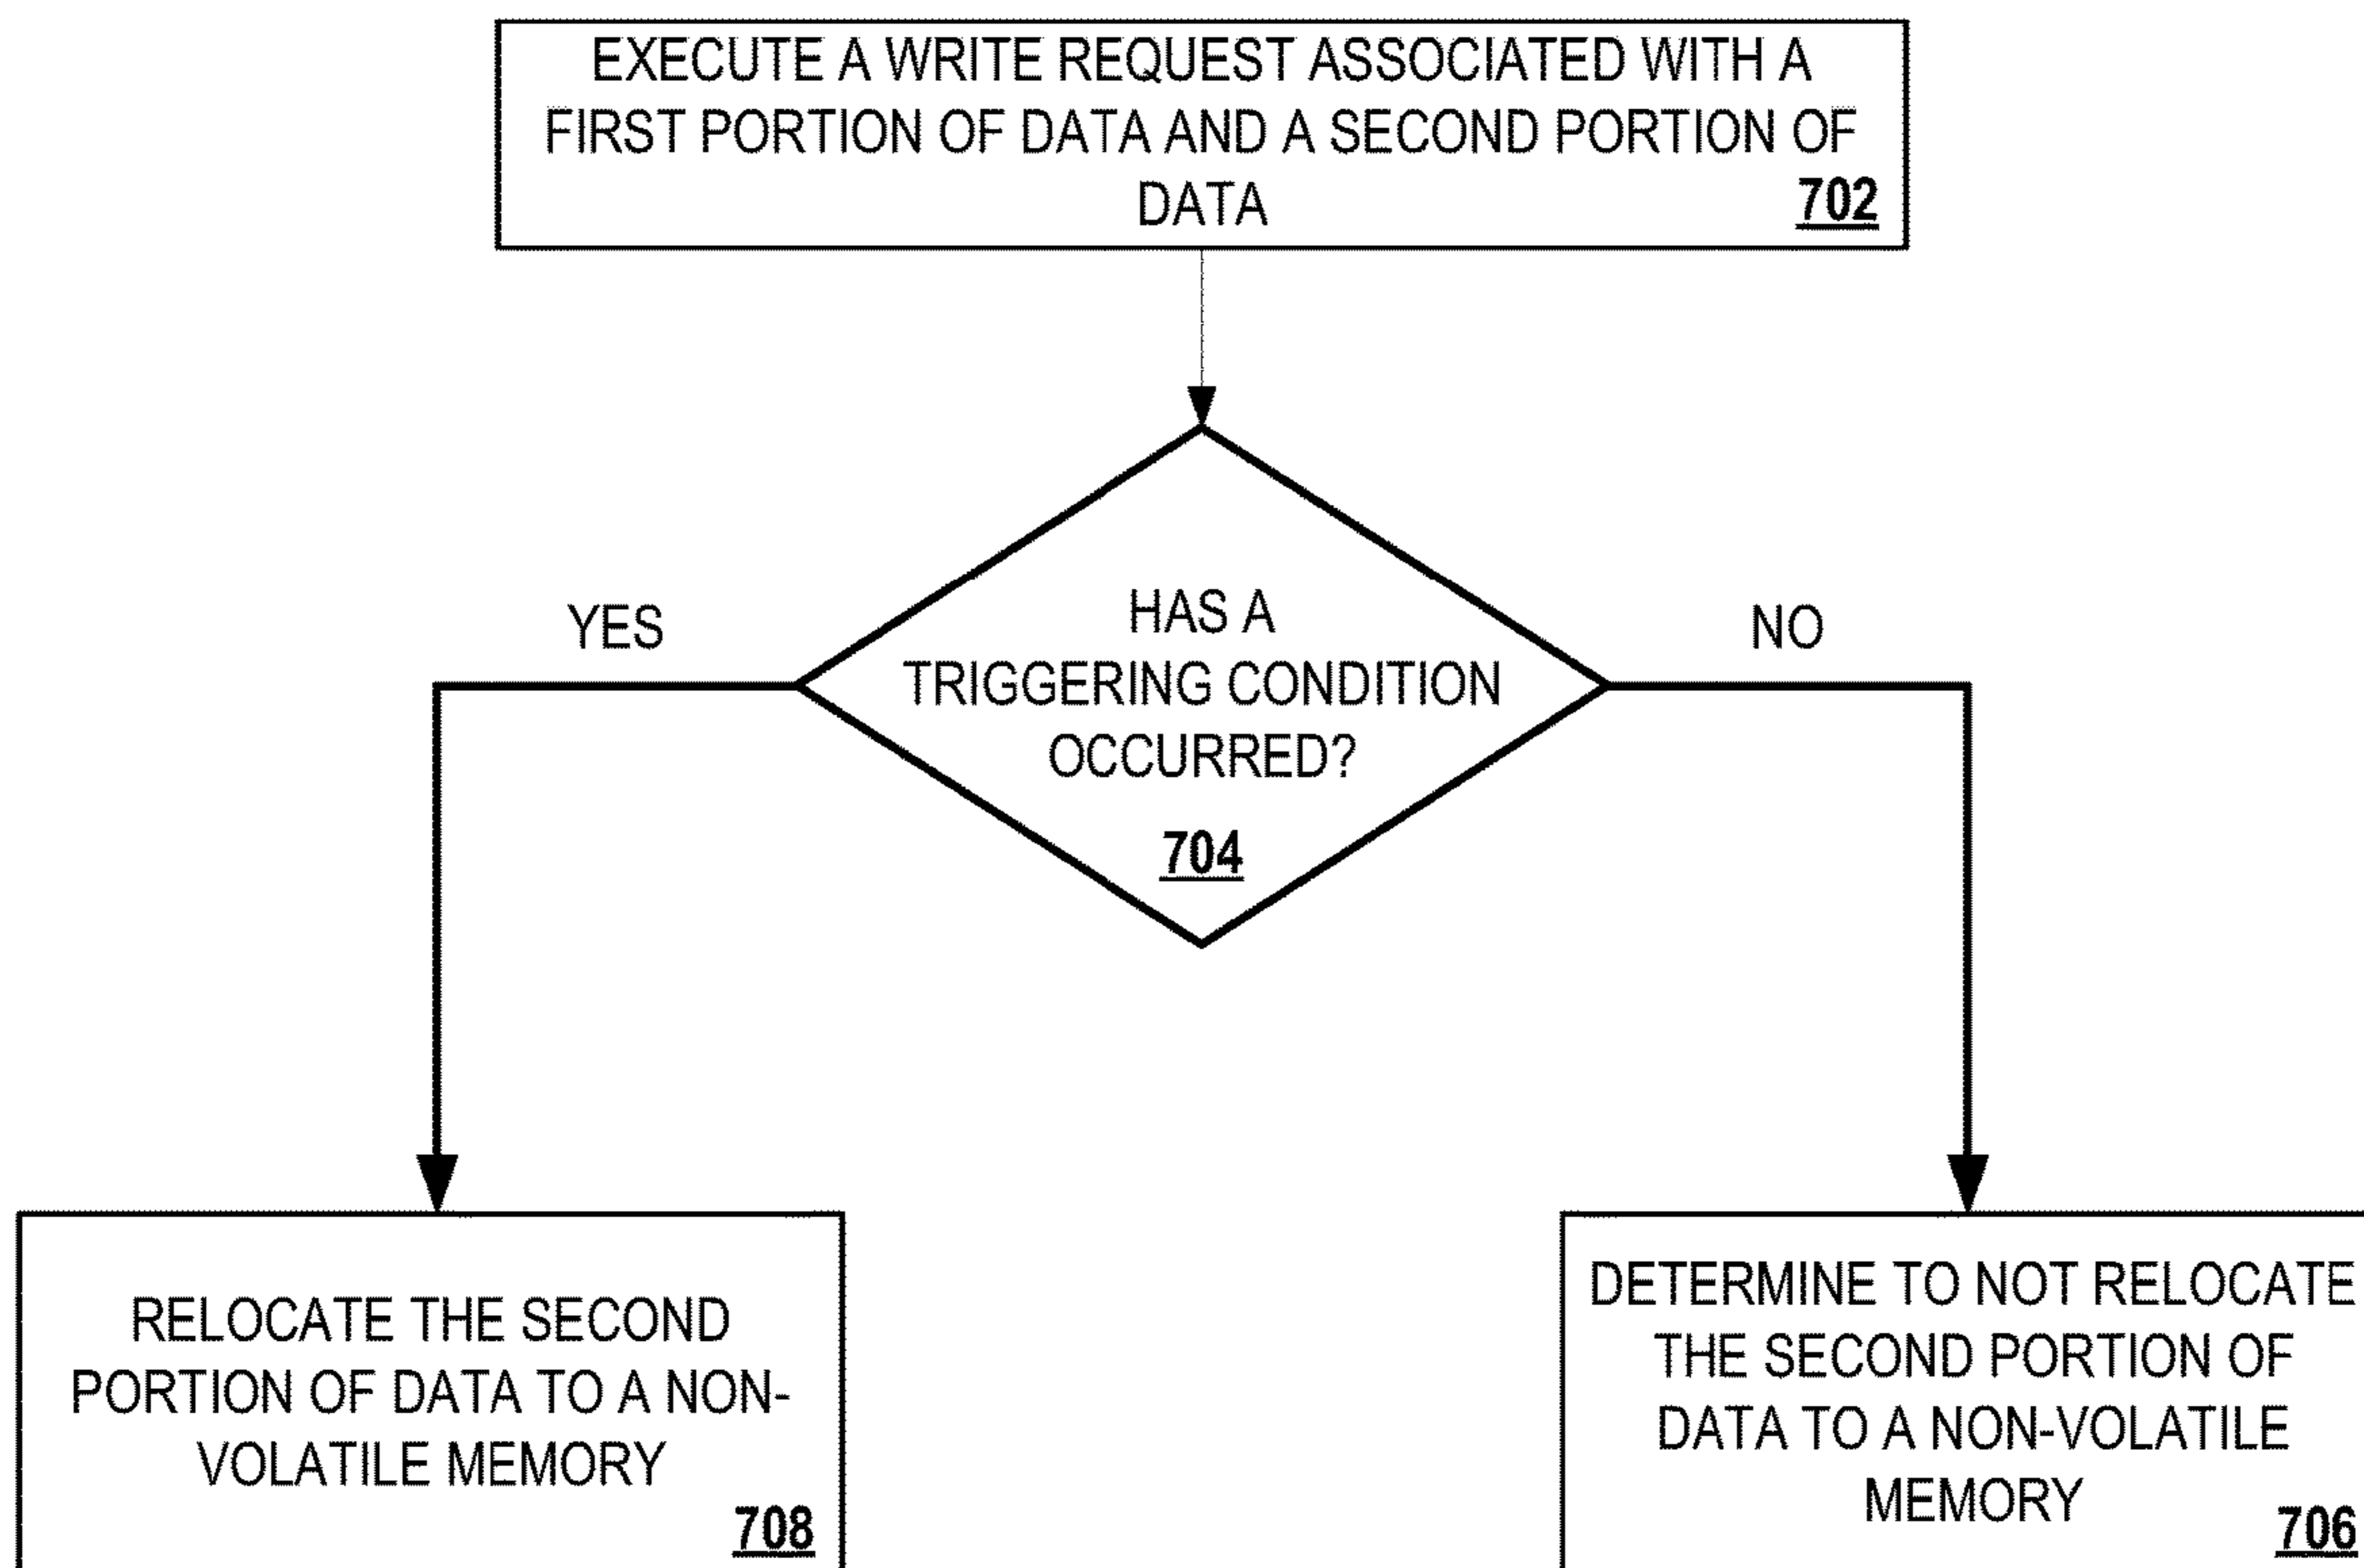 EXECUTE A WRITE REQUEST ASSOCIATED WITH A
FIRST PORTION OF DATA AND A SECOND PORTION OF
DATA
702
HAS A
TRIGGERING CONDITION
OCCURRED?
704
YES
NO
RELOCATE THE SECOND
PORTION OF DATA TO A NON-
VOLATILE MEMORY
708
DETERMINE TO NOT RELOCATE
THE SECOND PORTION OF
DATA TO A NON-VOLATILE
MEMORY
706